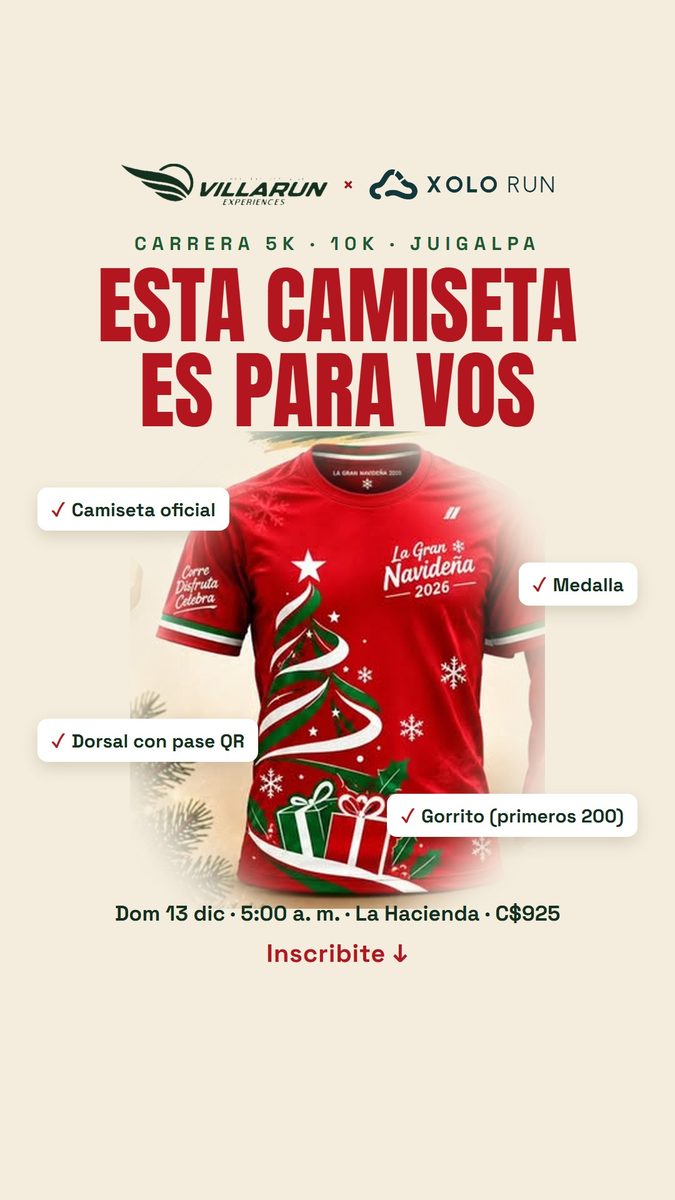 VILLARUN
EXPERIENCES
×
XOLO RUN
CARRERA 5K · 10K · JUIGALPA
ESTA CAMISETA
ES PARA VOS
LA GRAN NAVIDEÑA 2026
✓ Camiseta oficial
La Gran
Navideña
2026
Corre
Disfruta
Celebra
✓ Medalla
✓ Dorsal con pase QR
✓ Gorrito (primeros 200)
Dom 13 dic · 5:00 a. m. · La Hacienda · C$925
Inscribite ↓